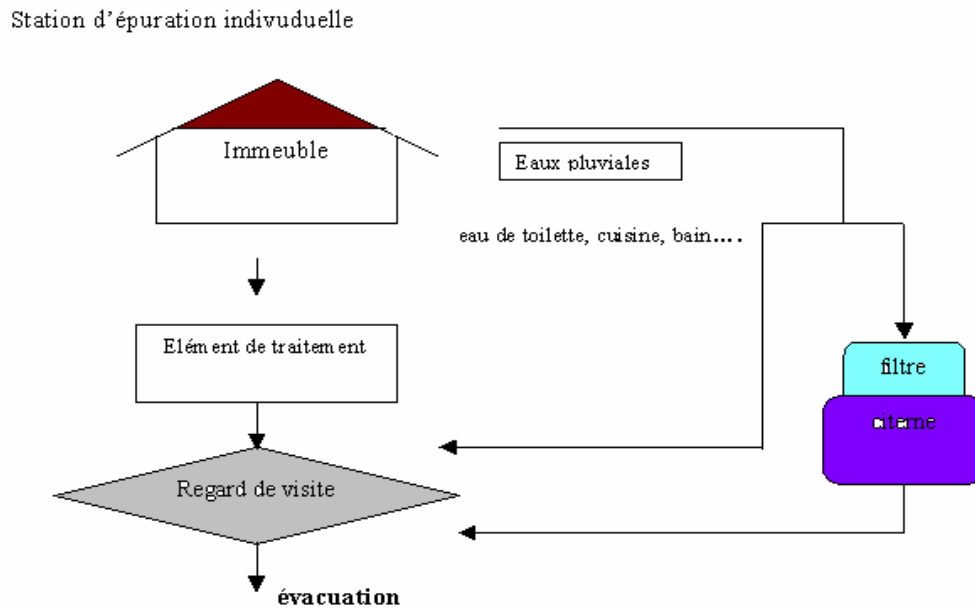 Station d'épuration indivuduelle
Immeuble
Eaux pluviales
eau de toilette, cuisine, bain....
Elément de traitement
filtre
citerne
Regard de visite
évacuation